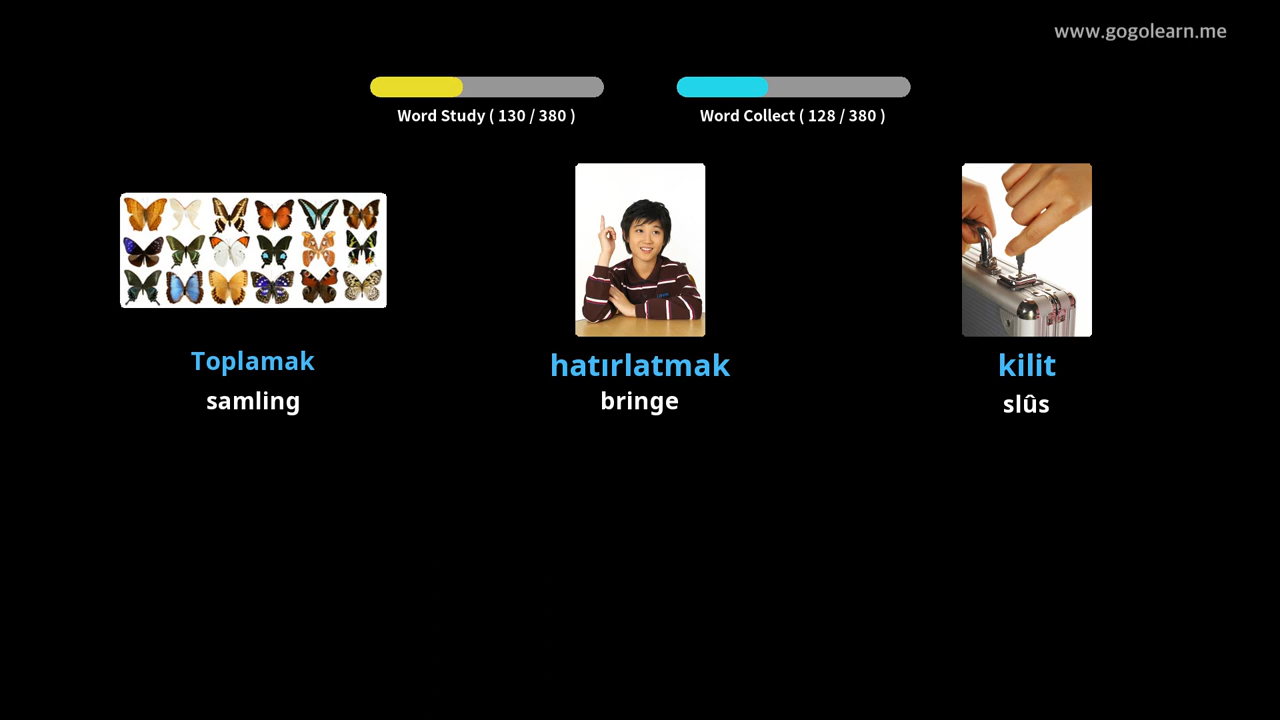 www.gogolearn.me
Word Study ( 130 / 380 )
Word Collect ( 128 / 380 )
Toplamak
samling
hatırlatmak
bringe
kilit
slûs